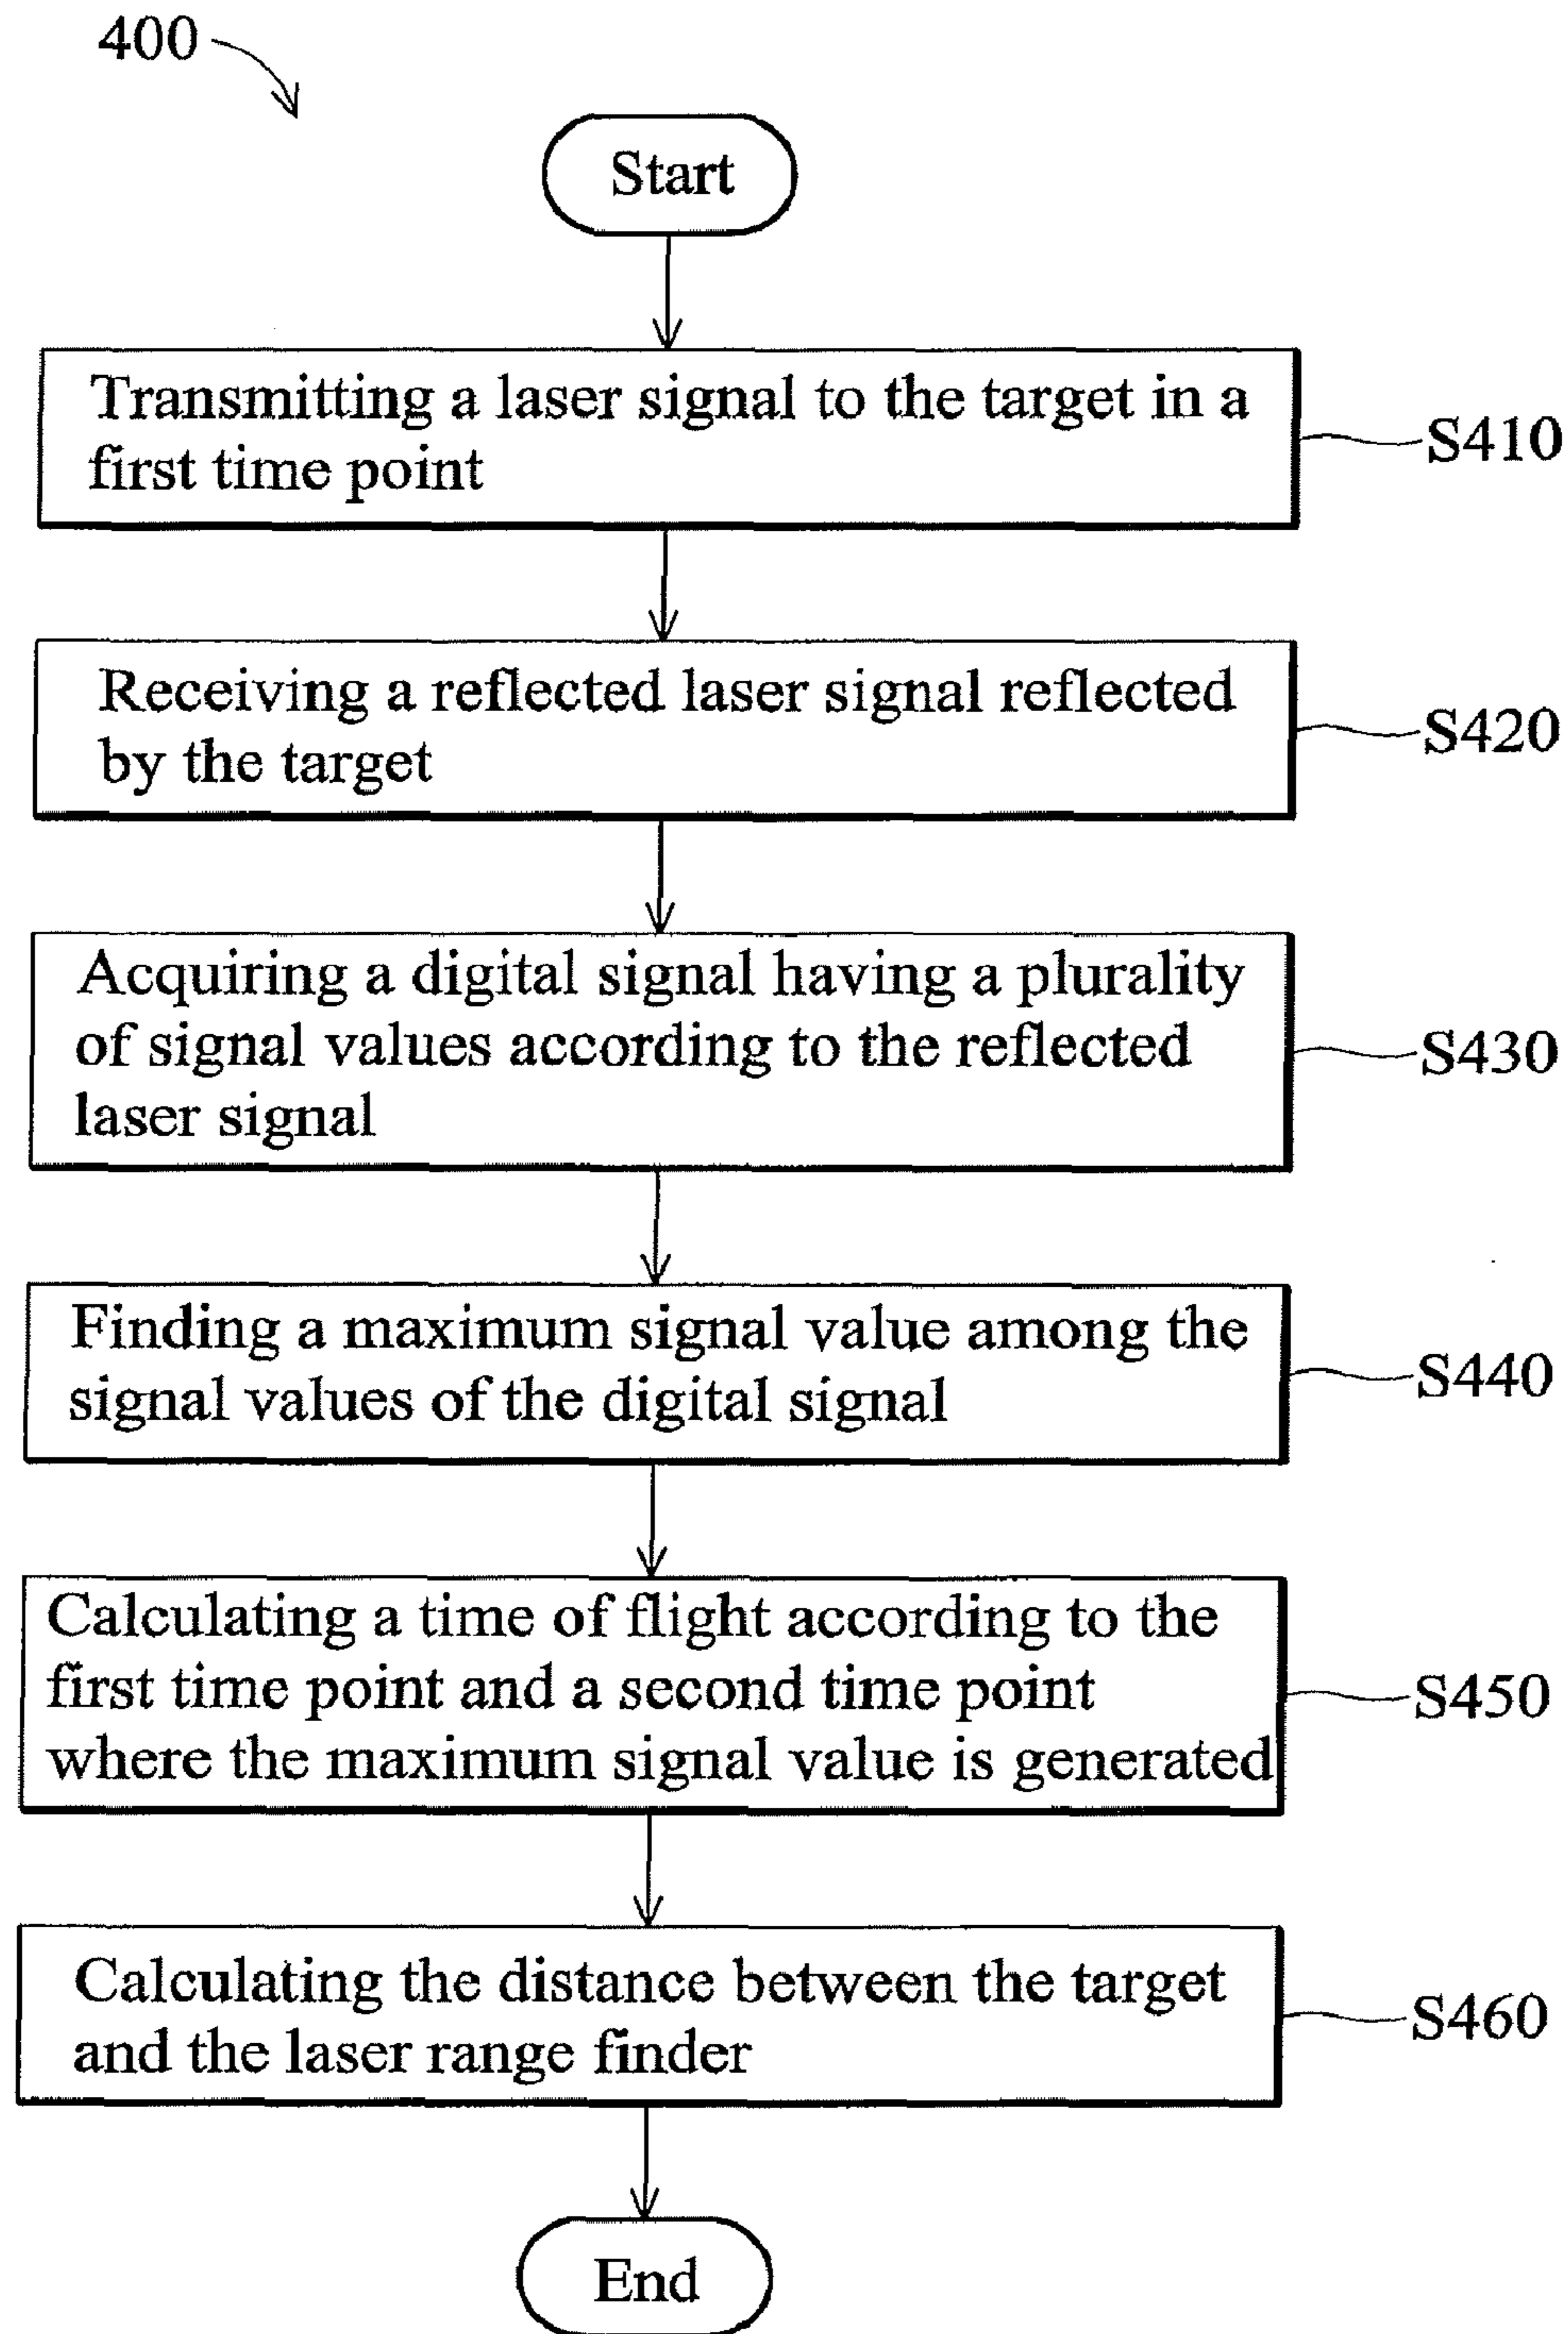 400
Start
Transmitting a laser signal to the target in a
first time point
S410
Receiving a reflected laser signal reflected
by the target
S420
Acquiring a digital signal having a plurality
of signal values according to the reflected
laser signal
S430
Finding a maximum signal value among the
signal values of the digital signal
S440
Calculating a time of flight according to the
first time point and a second time point
where the maximum signal value is generated
S450
Calculating the distance between the target
and the laser range finder
S460
End